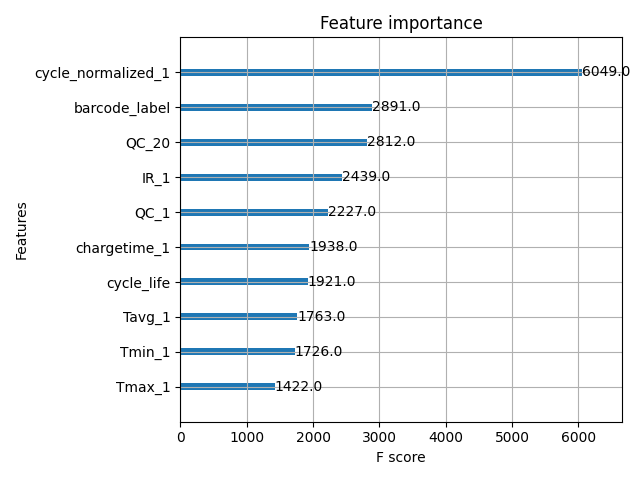 Feature importance
Features
cycle_normalized_1 6049.0
barcode_label 2891.0
QC_20 2812.0
IR_1 2439.0
QC_1 2227.0
chargetime_1 1938.0
cycle_life 1921.0
Tavg_1 1763.0
Tmin_1 1726.0
Tmax_1 1422.0
0 1000 2000 3000 4000 5000 6000
F score